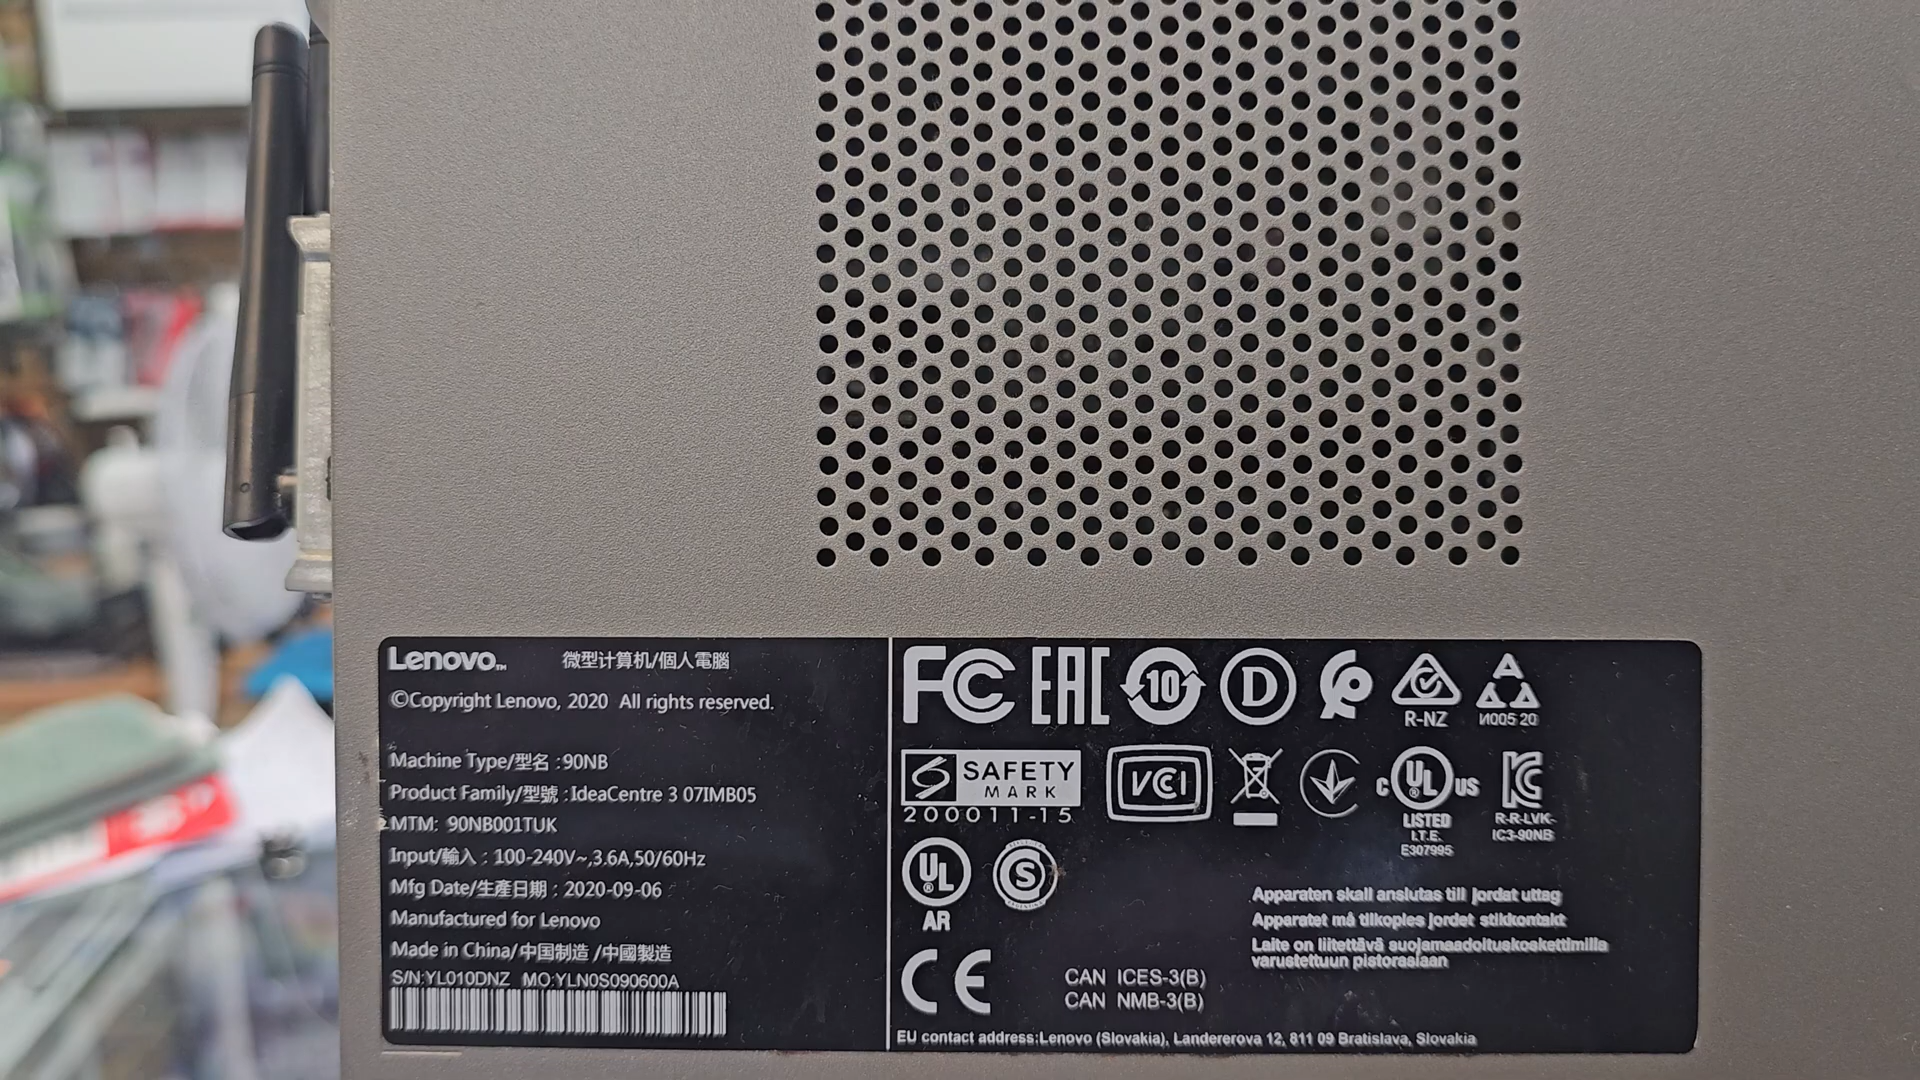 Lenovo™ 微型计算机/個人電腦
©Copyright Lenovo, 2020 All rights reserved.
Machine Type/型名 :90NB
Product Family/型號 :IdeaCentre 3 07IMB05
MTM: 90NB001TUK
Input/輸入 : 100-240V~,3.6A,50/60Hz
Mfg Date/生產日期 : 2020-09-06
Manufactured for Lenovo
Made in China/中国制造 /中國製造
S/N:YL010DNZ MO:YLN0S090600A
FC EAC 10 D
R-NZ
И005 20
SAFETY
MARK
200011-15
VCI
c UL US
LISTED
I.T.E.
E307995
R-R-LVK-
IC3-90NB
UL
AR
S
CE
CAN ICES-3(B)
CAN NMB-3(B)
Apparaten skall anslutas till jordat uttag
Apparatet må tilkoples jordet stikkontakt
Laite on liitettävä suojamaadoituskoskettimilla
varustettuun pistorasiaan
EU contact address:Lenovo (Slovakia), Landererova 12, 811 09 Bratislava, Slovakia